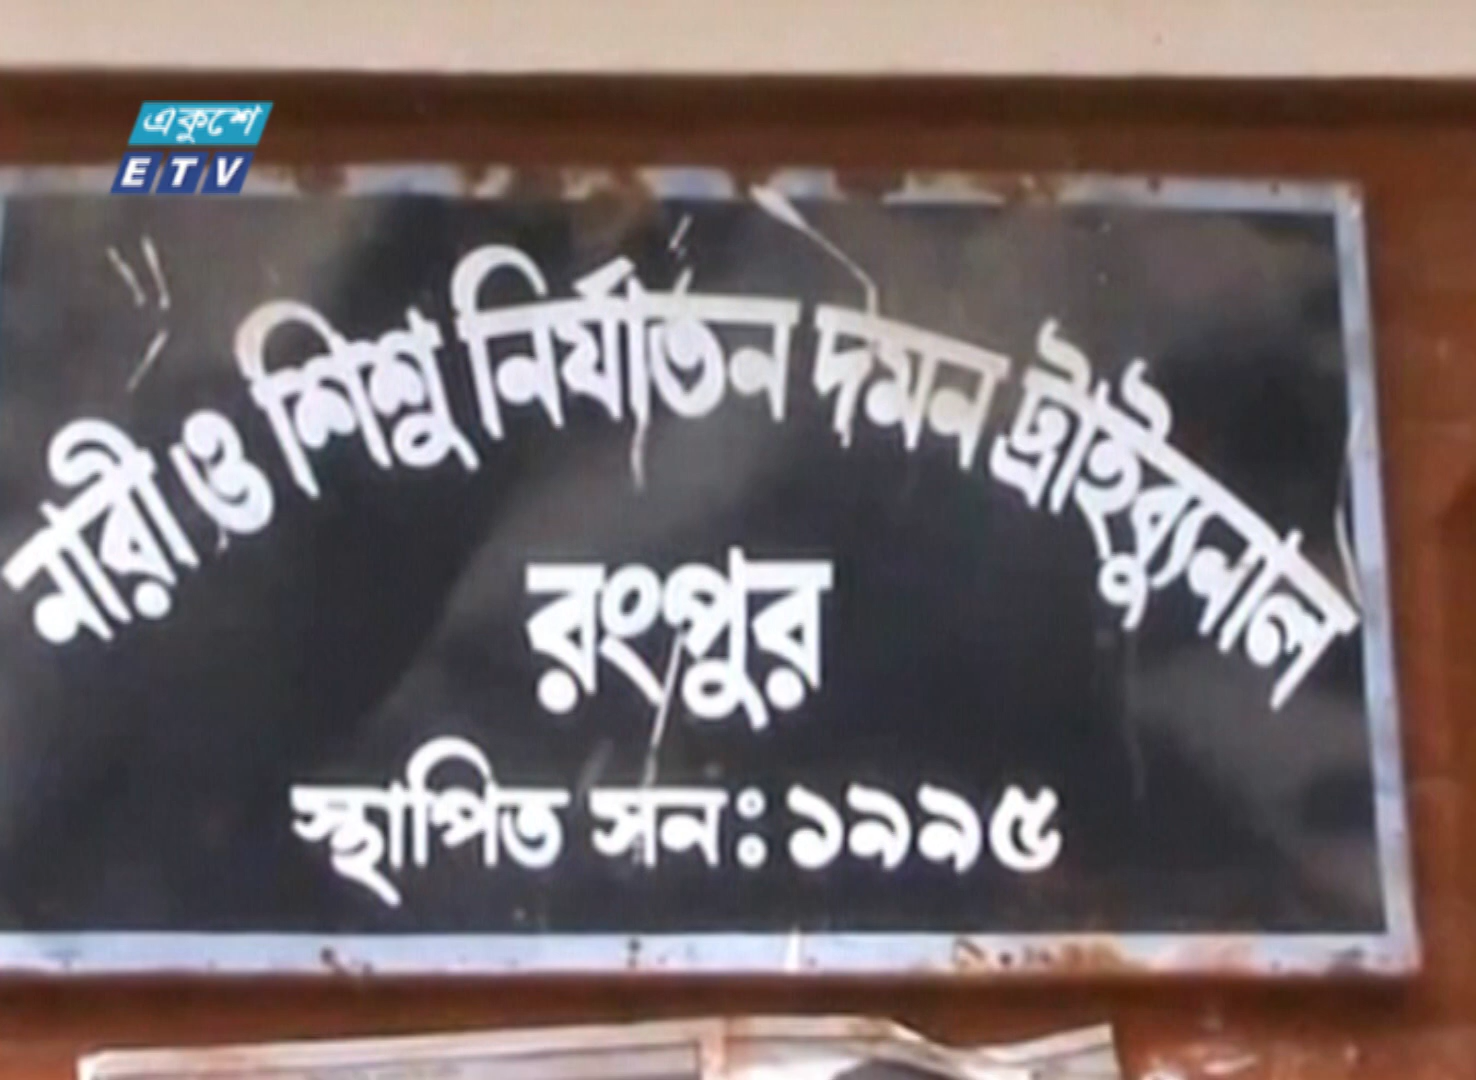 একুশে
ETV
নারী ও শিশু নির্যাতন দমন ট্রাইব্যুনাল
রংপুর
স্থাপিত সন: ১৯৯৫